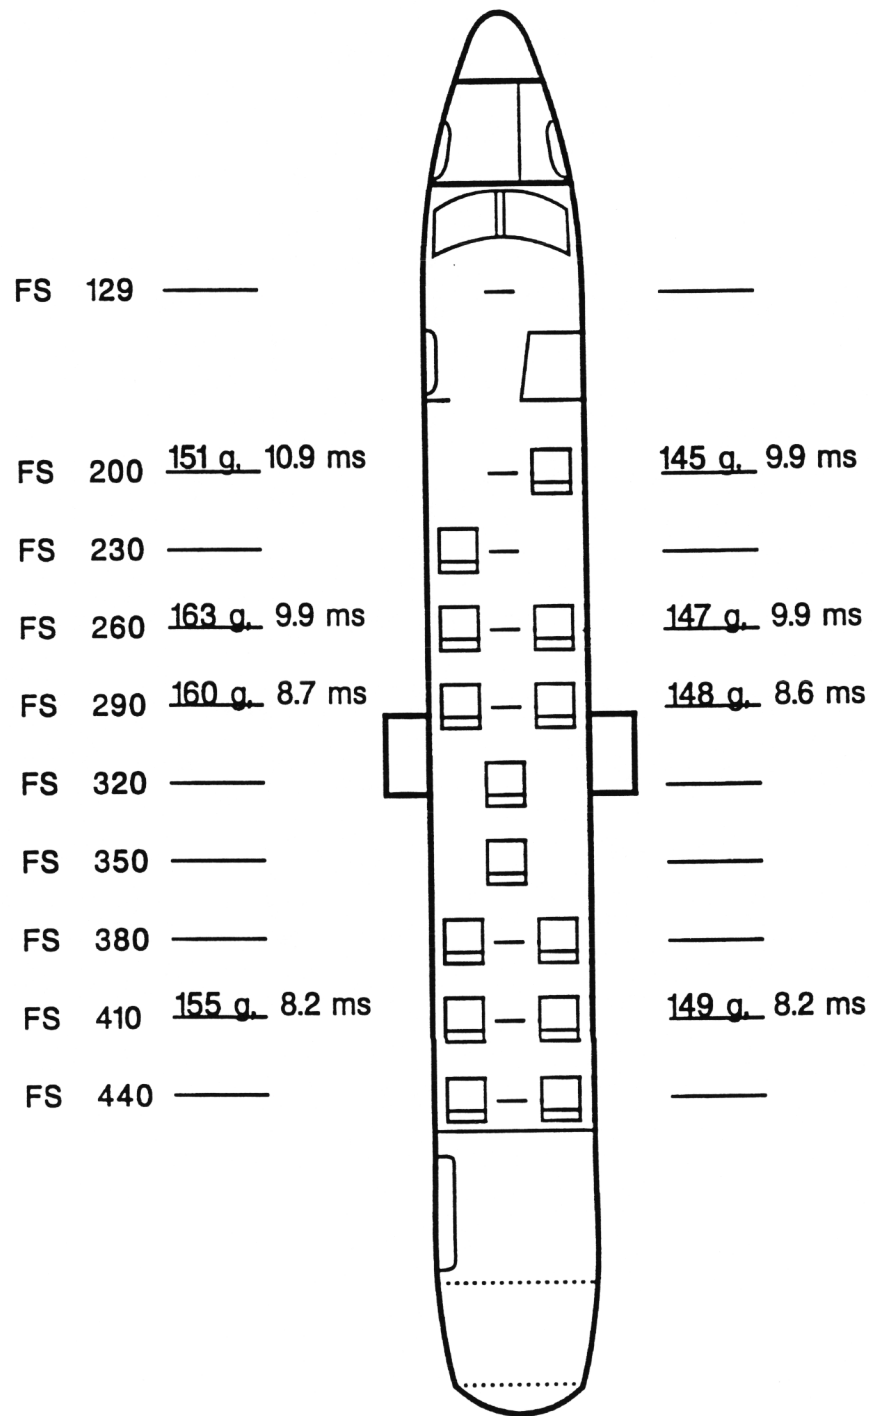 FS 129
FS 200 151 g, 10.9 ms 145 g, 9.9 ms
FS 230
FS 260 163 g, 9.9 ms 147 g, 9.9 ms
FS 290 160 g, 8.7 ms 148 g, 8.6 ms
FS 320
FS 350
FS 380
FS 410 155 g, 8.2 ms 149 g, 8.2 ms
FS 440